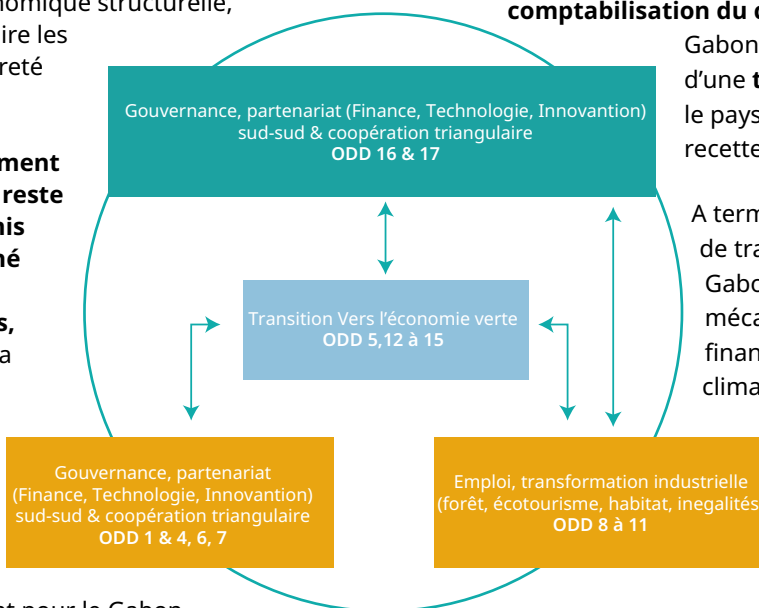 nomique structurelle,
ire les
reté
ment
reste
nis
né
s,
a
comptabilisation du c
Gabon
d'une t
le pays
recette
A term
de tra
Gabo
méca
finan
clima
Gouvernance, partenariat (Finance, Technologie, Innovantion)
sud-sud & coopération triangulaire
ODD 16 & 17
Transition Vers l'économie verte
ODD 5,12 à 15
Gouvernance, partenariat
(Finance, Technologie, Innovantion)
sud-sud & coopération triangulaire
ODD 1 & 4, 6, 7
Emploi, transformation industrielle
(forêt, écotourisme, habitat, inegalités
ODD 8 à 11
t pour le Gabon